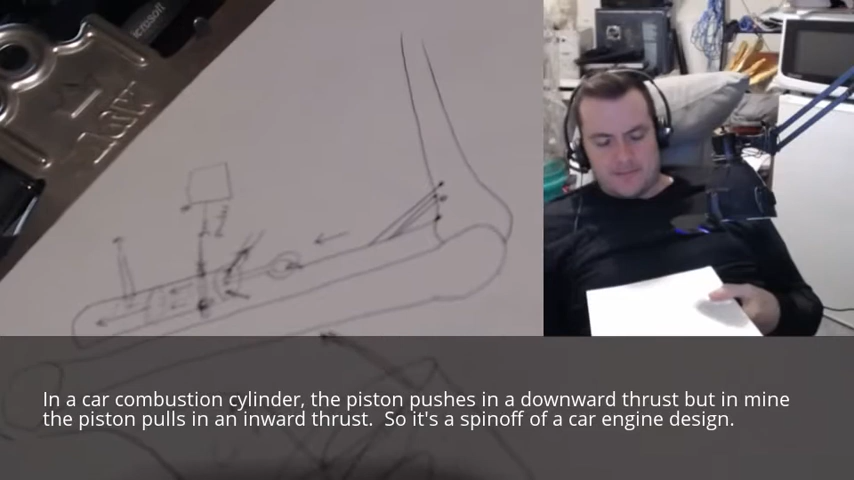 Microsoft
In a car combustion cylinder, the piston pushes in a downward thrust but in mine
the piston pulls in an inward thrust.  So it's a spinoff of a car engine design.